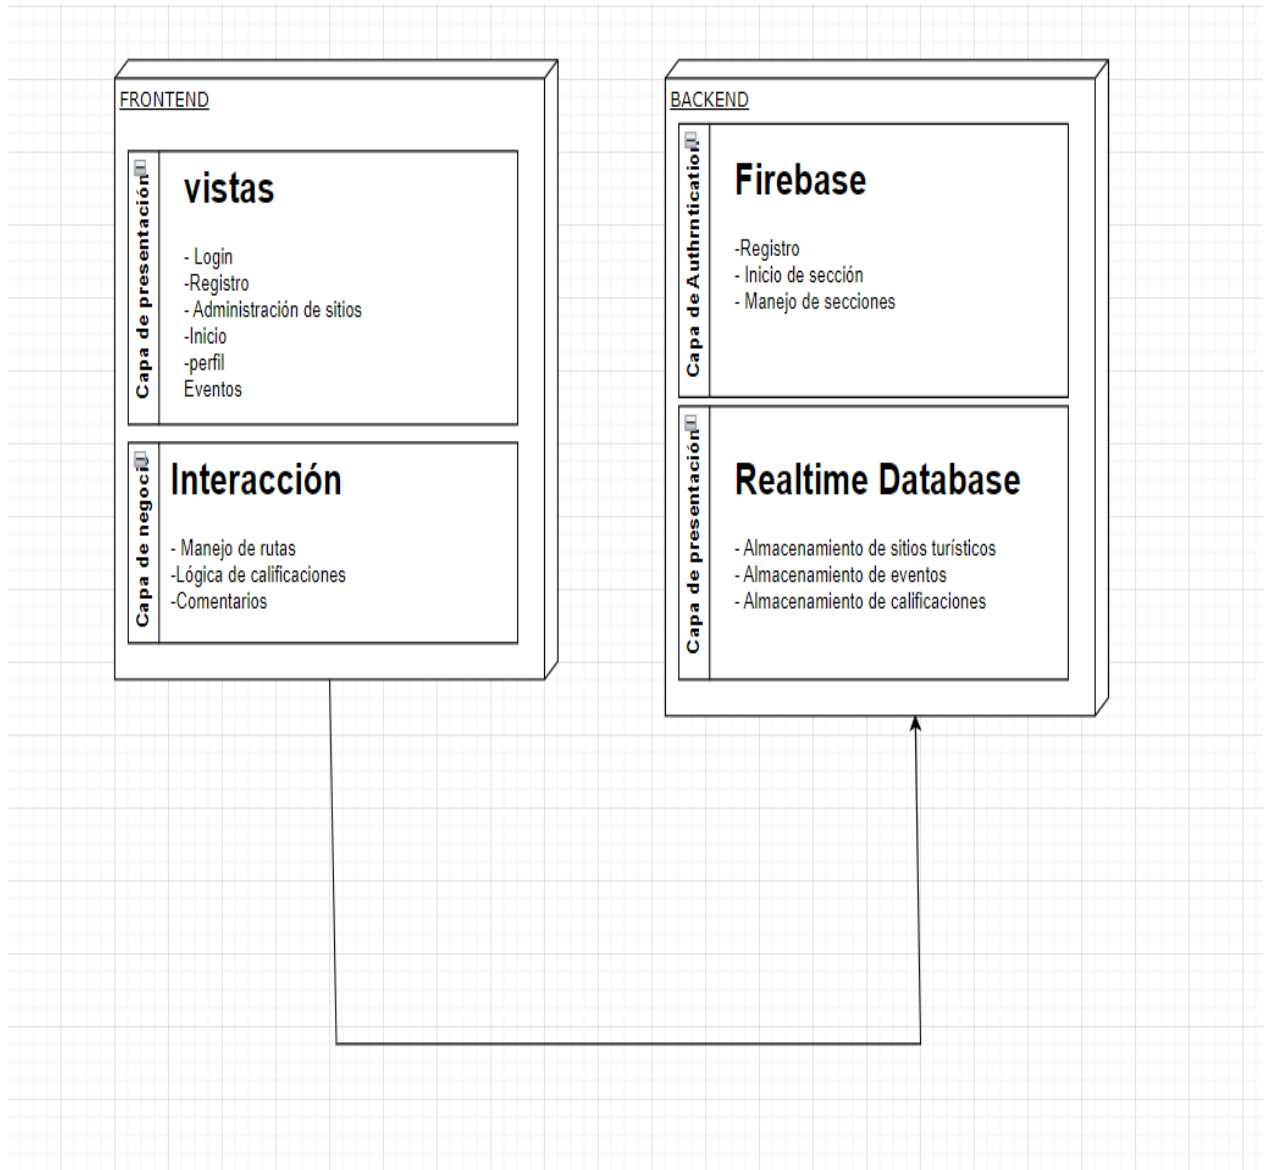 FRONTEND
Capa de presentación
vistas
- Login
-Registro
- Administración de sitios
-Inicio
-perfil
Eventos
Capa de negocio
Interacción
- Manejo de rutas
-Lógica de calificaciones
-Comentarios
BACKEND
Capa de Authrntication
Firebase
-Registro
- Inicio de sección
- Manejo de secciones
Capa de presentación
Realtime Database
- Almacenamiento de sitios turísticos
- Almacenamiento de eventos
- Almacenamiento de calificaciones